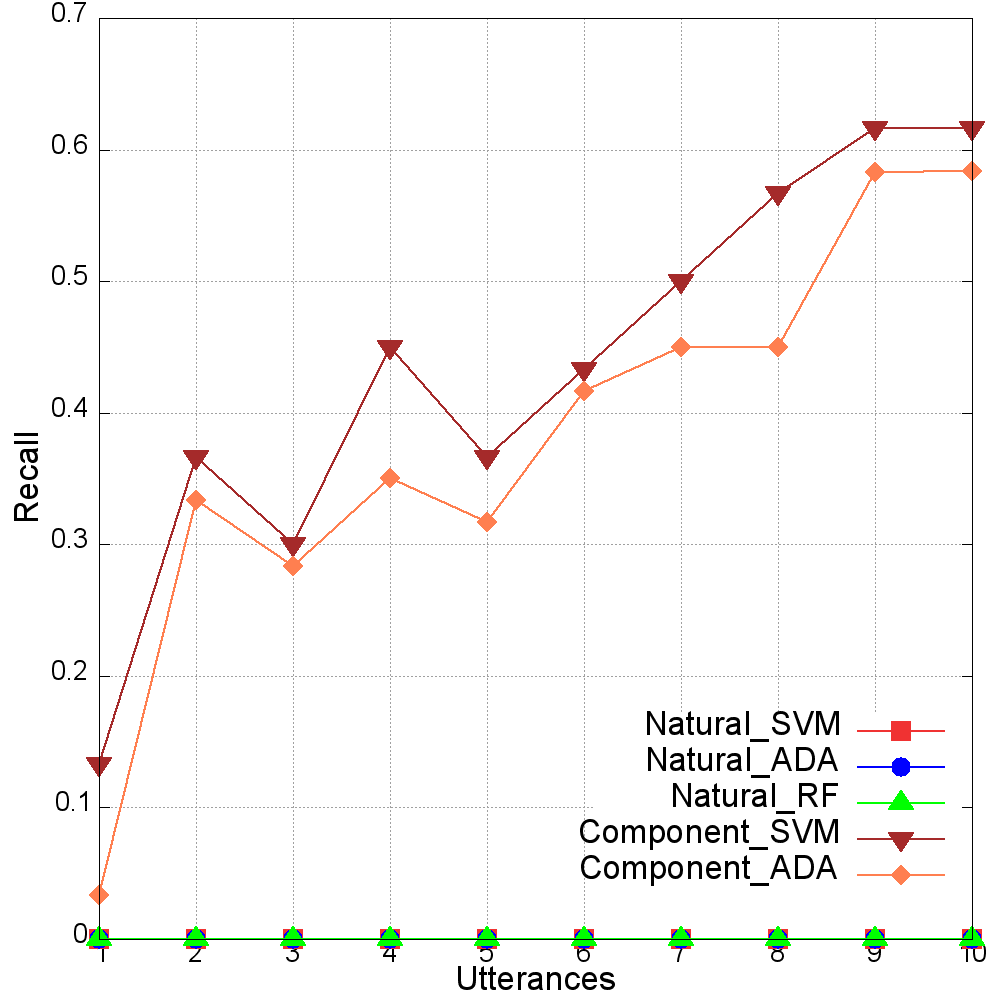 0.7
0.6
0.5
0.4
0.3
0.2
0.1
0
Recall
Natural_SVM
Natural_ADA
Natural_RF
Component_SVM
Component_ADA
1 2 3 4 5 6 7 8 9 10
Utterances